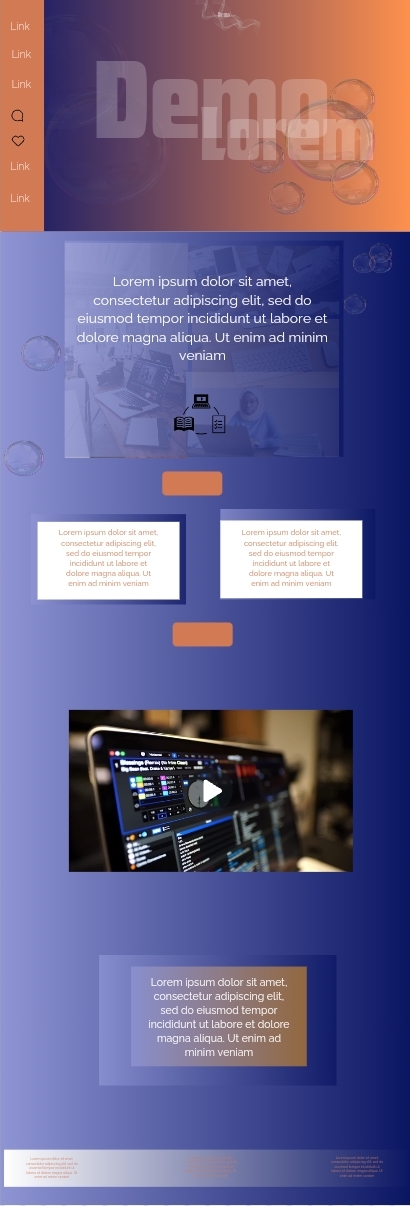 Link
Link
Link
Link
Link
Demo
Lorem
Lorem ipsum dolor sit amet,
consectetur adipiscing elit, sed do
eiusmod tempor incididunt ut labore et
dolore magna aliqua. Ut enim ad minim
veniam
Lorem ipsum dolor sit amet,
consectetur adipiscing elit,
sed do eiusmod tempor
incididunt ut labore et
dolore magna aliqua. Ut
enim ad minim veniam
Lorem ipsum dolor sit amet,
consectetur adipiscing elit,
sed do eiusmod tempor
incididunt ut labore et
dolore magna aliqua. Ut
enim ad minim veniam
Lorem ipsum dolor sit amet,
consectetur adipiscing elit,
sed do eiusmod tempor
incididunt ut labore et dolore
magna aliqua. Ut enim ad
minim veniam